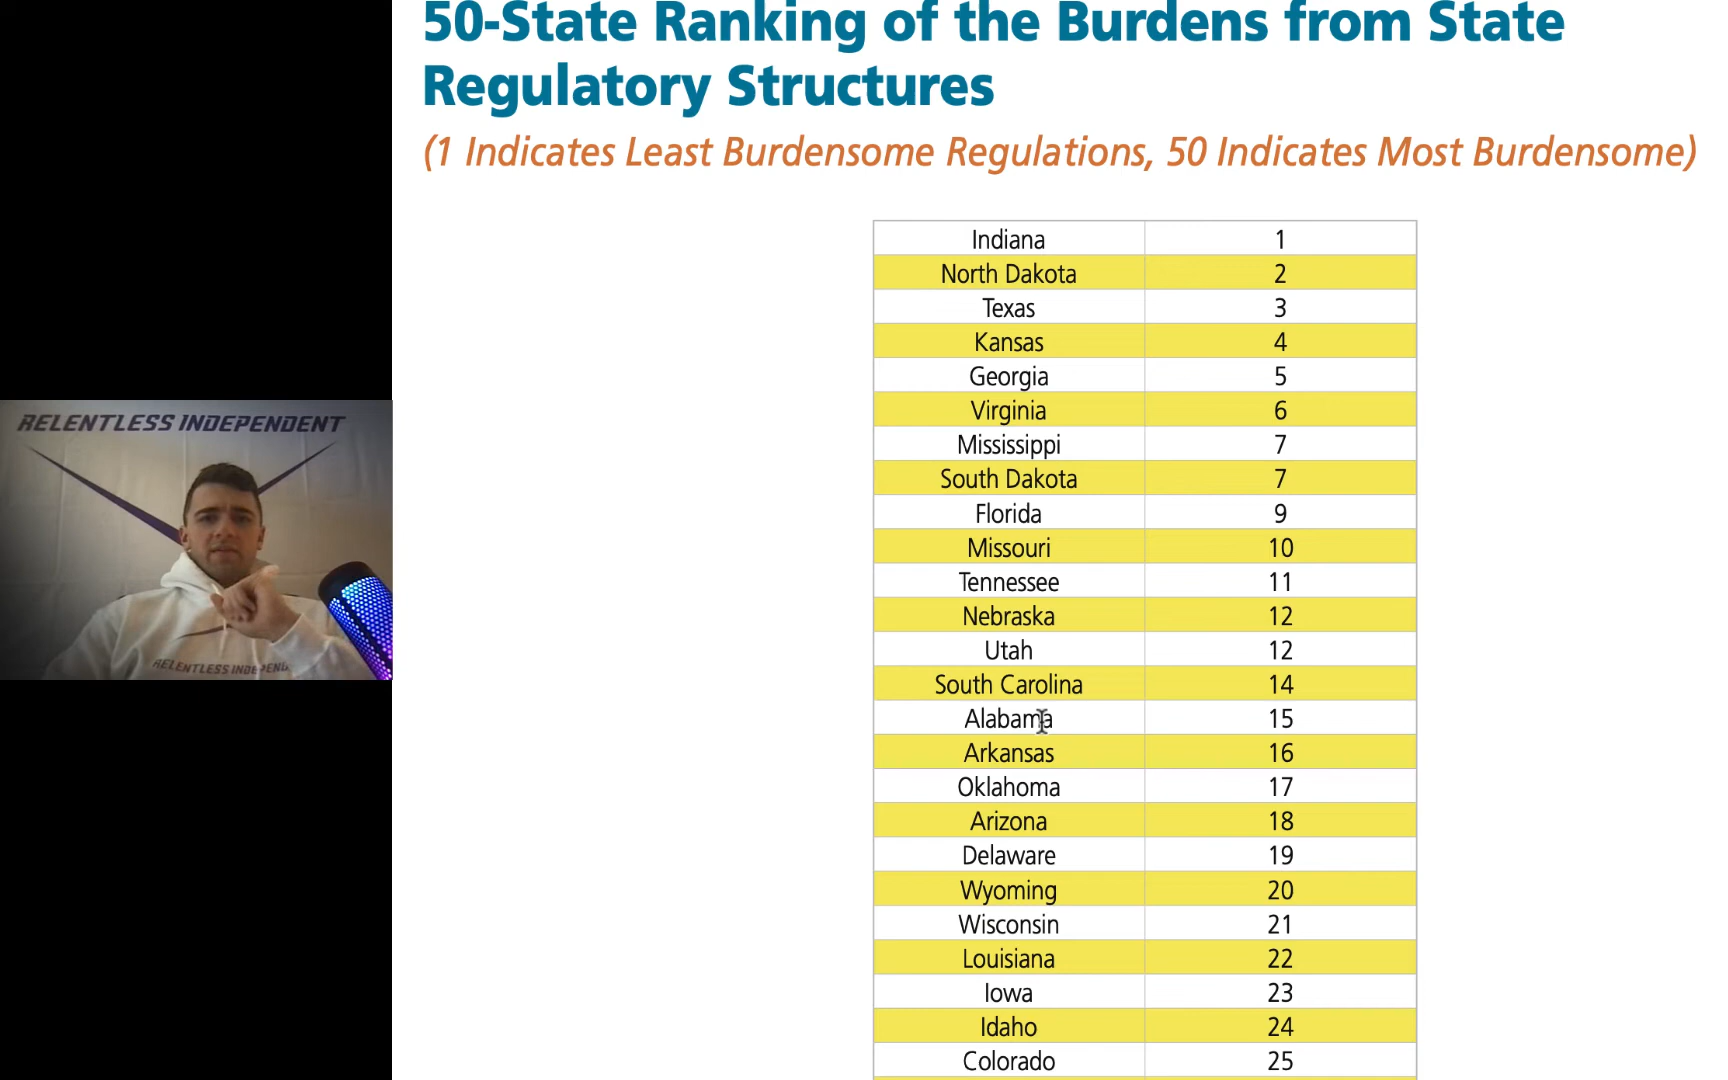 50-State Ranking of the Burdens from State
Regulatory Structures
(1 Indicates Least Burdensome Regulations, 50 Indicates Most Burdensome)
Indiana 1
North Dakota 2
Texas 3
Kansas 4
Georgia 5
Virginia 6
Mississippi 7
South Dakota 7
Florida 9
Missouri 10
Tennessee 11
Nebraska 12
Utah 12
South Carolina 14
Alabama 15
Arkansas 16
Oklahoma 17
Arizona 18
Delaware 19
Wyoming 20
Wisconsin 21
Louisiana 22
Iowa 23
Idaho 24
Colorado 25
RELENTLESS INDEPENDENT
RELENTLESS INDEPEND